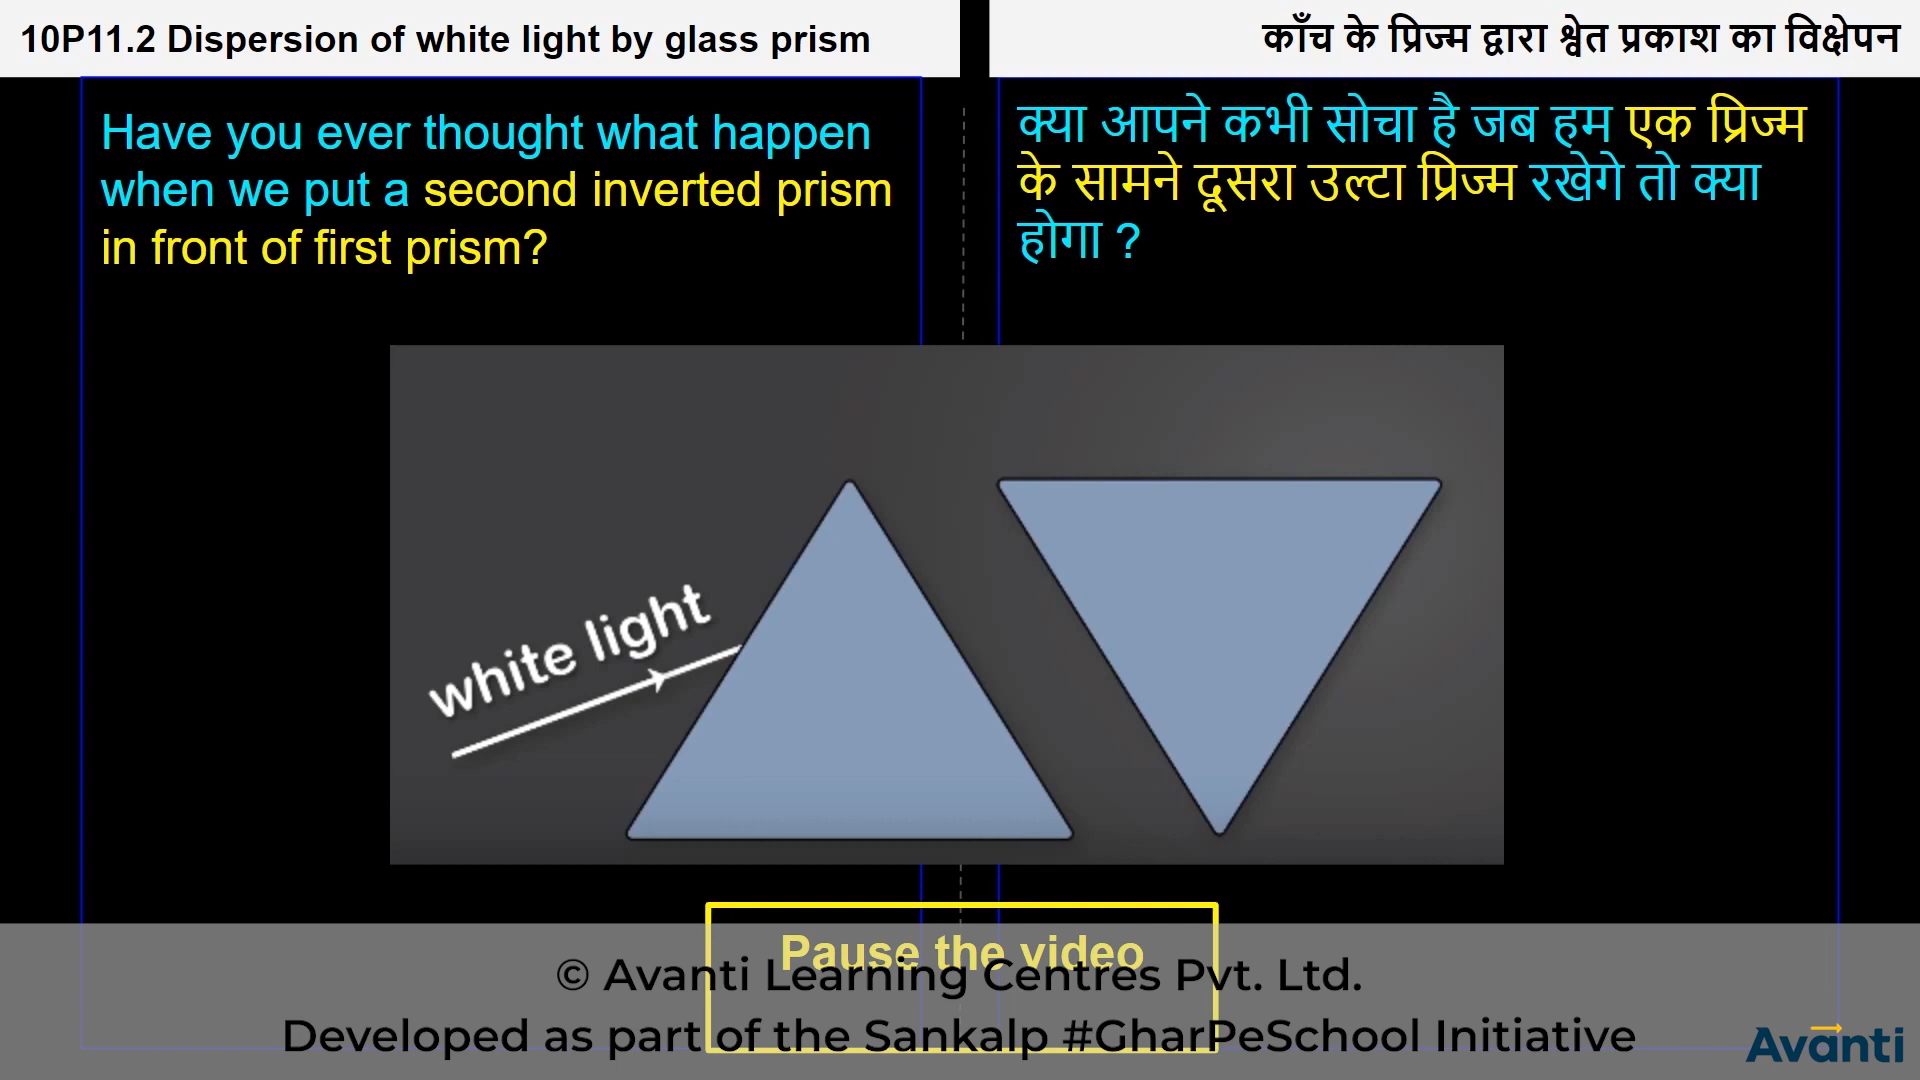 10P11.2 Dispersion of white light by glass prism
काँच के प्रिज्म द्वारा श्वेत प्रकाश का विक्षेपन
Have you ever thought what happen
when we put a second inverted prism
in front of first prism?
क्या आपने कभी सोचा है जब हम एक प्रिज्म
के सामने दूसरा उल्टा प्रिज्म रखेगे तो क्या
होगा ?
white light
Pause the video
© Avanti Learning Centres Pvt. Ltd.
Developed as part of the Sankalp #GharPeSchool Initiative
Avanti